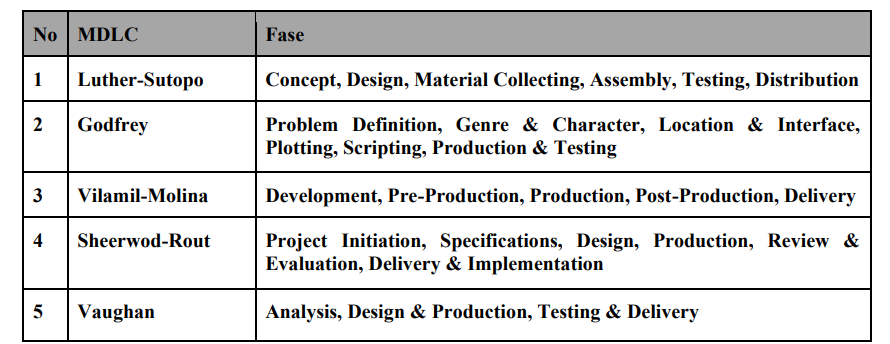 No MDLC Fase
1 Luther-Sutopo Concept, Design, Material Collecting, Assembly, Testing, Distribution
2 Godfrey Problem Definition, Genre & Character, Location & Interface,
Plotting, Scripting, Production & Testing
3 Vilamil-Molina Development, Pre-Production, Production, Post-Production, Delivery
4 Sheerwod-Rout Project Initiation, Specifications, Design, Production, Review &
Evaluation, Delivery & Implementation
5 Vaughan Analysis, Design & Production, Testing & Delivery